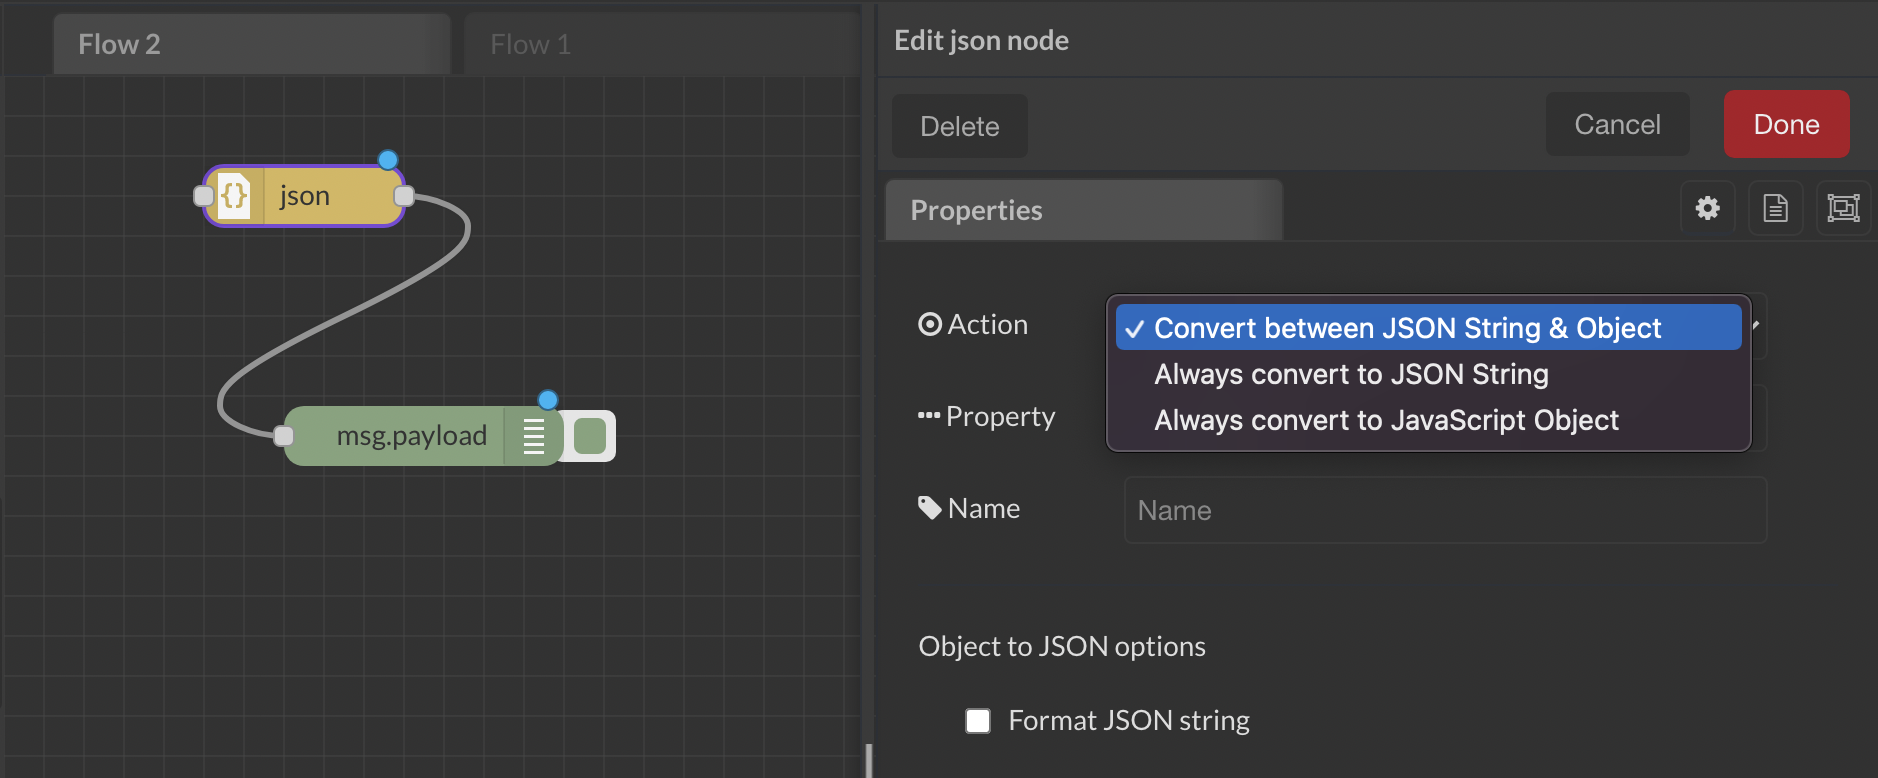 Flow 2
Flow 1
{} json
msg.payload
Edit json node
Delete
Cancel
Done
Properties
Action
✓ Convert between JSON String & Object
Always convert to JSON String
Always convert to JavaScript Object
Property
Name
Name
Object to JSON options
Format JSON string